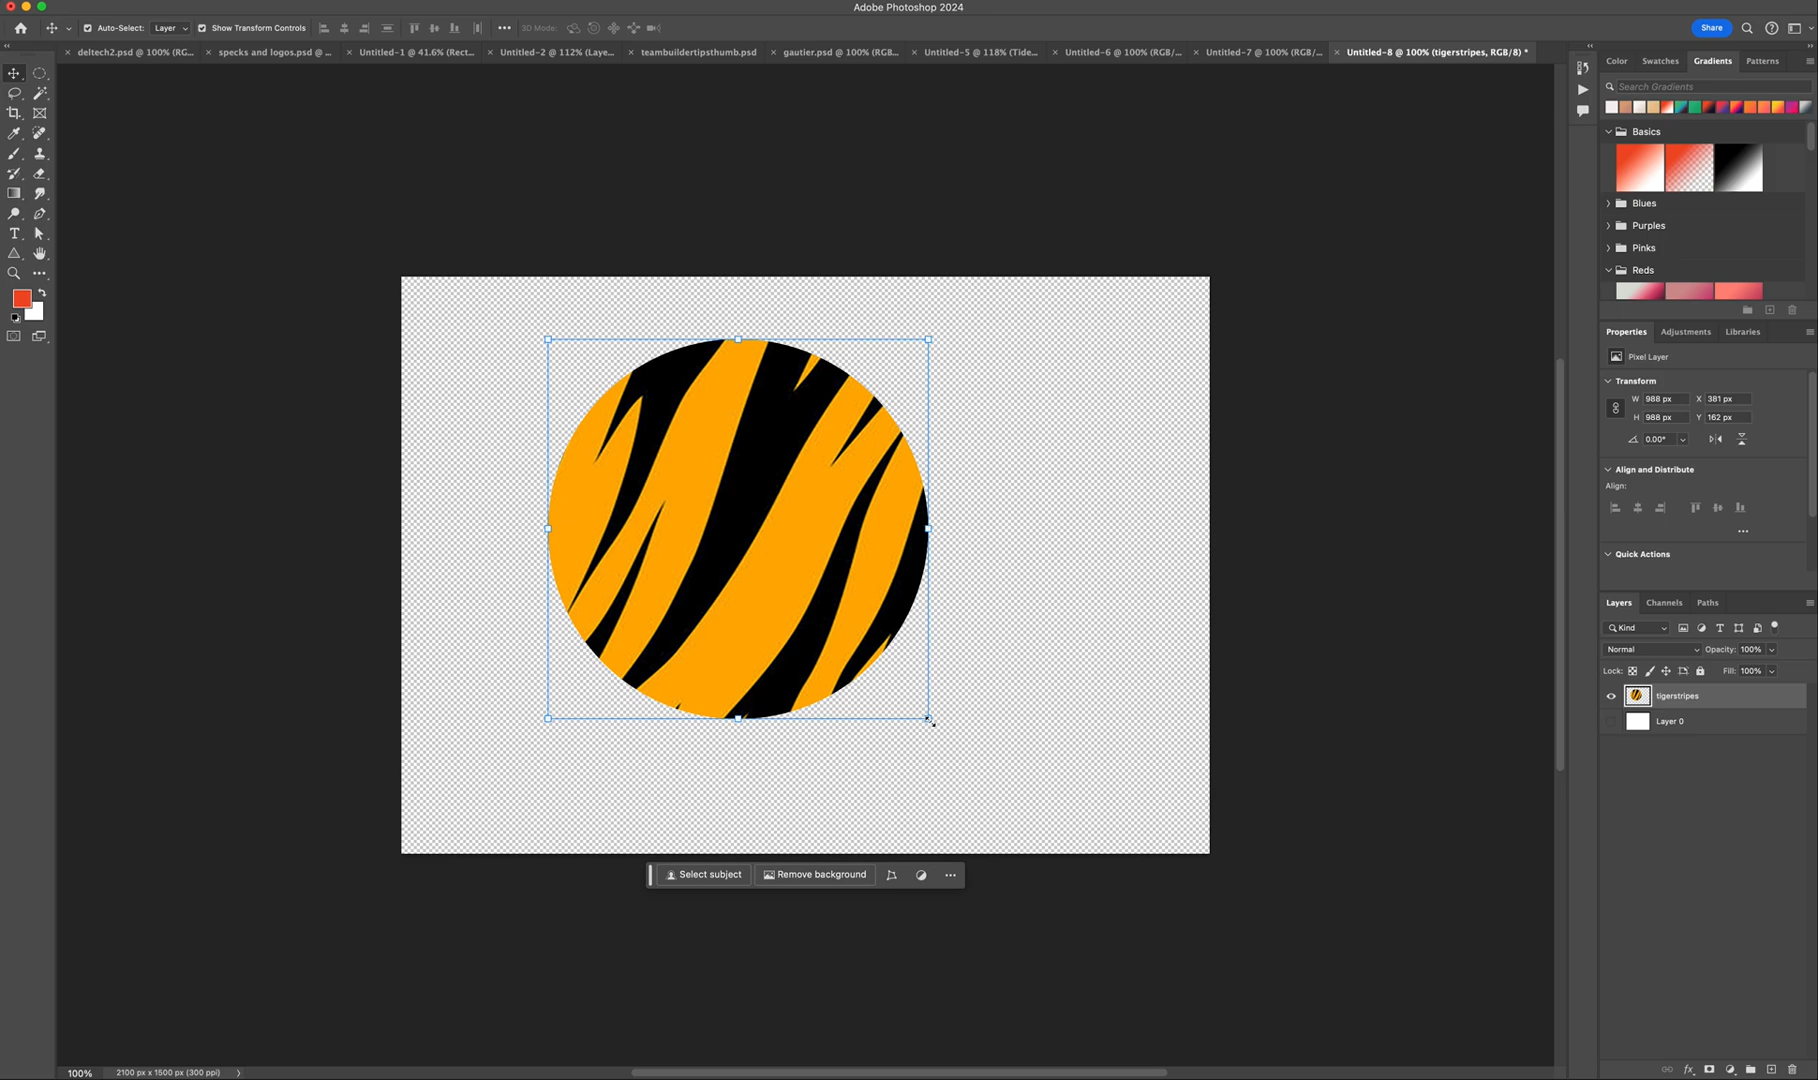 Adobe Photoshop 2024
Auto-Select: Layer Show Transform Controls 3D Mode: Share
deltech2.psd @ 100% (RG... specks and logos.psd @ ... Untitled-1 @ 41.6% (Rect... Untitled-2 @ 112% (Laye... teambuildertipsthumb.psd gautier.psd @ 100% (RGB... Untitled-5 @ 118% (Tide... Untitled-6 @ 100% (RGB/... Untitled-7 @ 100% (RGB/... Untitled-8 @ 100% (tigerstripes, RGB/8) *
Color Swatches Gradients Patterns
Search Gradients
Basics
Blues
Purples
Pinks
Reds
Properties Adjustments Libraries
Pixel Layer
Transform
W 988 px X 381 px
H 988 px Y 162 px
0.00°
Align and Distribute
Align:
Quick Actions
Layers Channels Paths
Kind
Normal Opacity: 100%
Lock: Fill: 100%
tigerstripes
Layer 0
Select subject Remove background
100% 2100 px x 1500 px (300 ppi)
fx